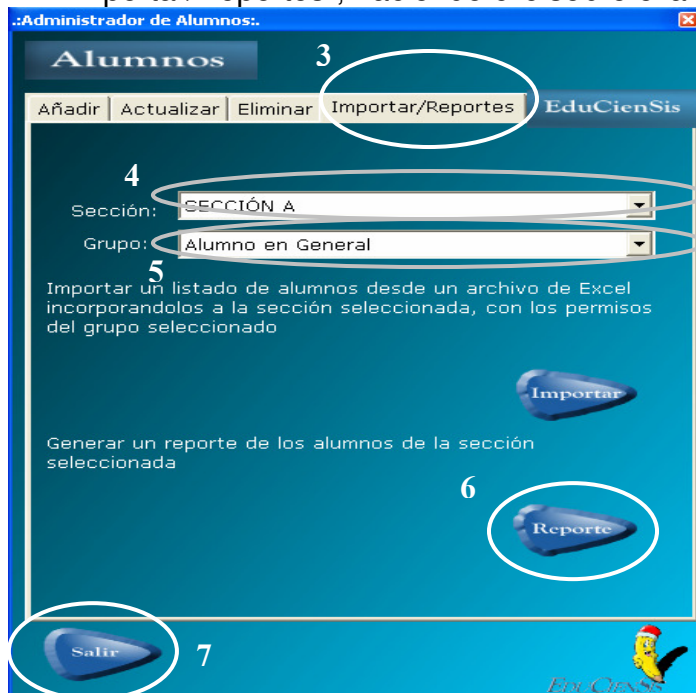 .:Administrador de Alumnos:.
Alumnos
3
Añadir Actualizar Eliminar Importar/Reportes EduCienSis
4
Sección: SECCIÓN A
Grupo: Alumno en General
5
Importar un listado de alumnos desde un archivo de Excel
incorporandolos a la sección seleccionada, con los permisos
del grupo seleccionado
Importar
Generar un reporte de los alumnos de la sección
seleccionada
6
Reporte
Salir 7
EduCienSis